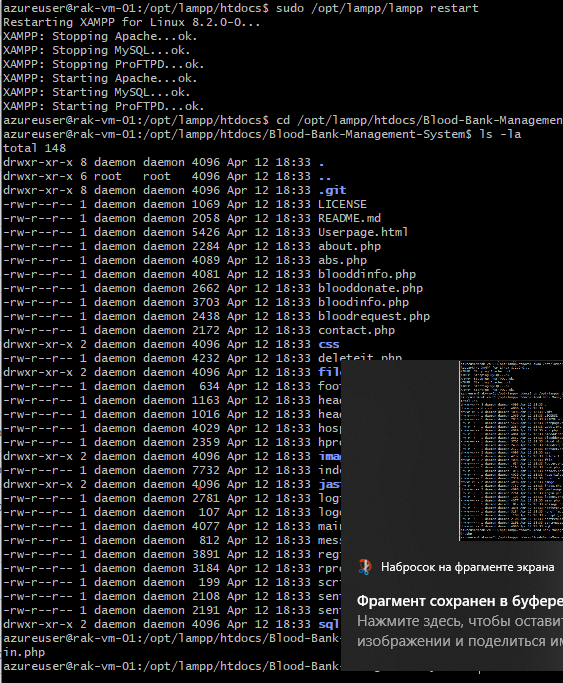 azureuser@rak-vm-01:/opt/lampp/htdocs$ sudo /opt/lampp/lampp restart
Restarting XAMPP for Linux 8.2.0-0...
XAMPP: Stopping Apache...ok.
XAMPP: Stopping MySQL...ok.
XAMPP: Stopping ProFTPD...ok.
XAMPP: Starting Apache...ok.
XAMPP: Starting MySQL...ok.
XAMPP: Starting ProFTPD...ok.
azureuser@rak-vm-01:/opt/lampp/htdocs$ cd /opt/lampp/htdocs/Blood-Bank-Managemen
azureuser@rak-vm-01:/opt/lampp/htdocs/Blood-Bank-Management-System$ ls -la
total 148
drwxr-xr-x 8 daemon daemon 4096 Apr 12 18:33 .
drwxr-xr-x 6 root   root   4096 Apr 12 18:33 ..
drwxr-xr-x 8 daemon daemon 4096 Apr 12 18:33 .git
-rw-r--r-- 1 daemon daemon 1069 Apr 12 18:33 LICENSE
-rw-r--r-- 1 daemon daemon 2058 Apr 12 18:33 README.md
-rw-r--r-- 1 daemon daemon 5426 Apr 12 18:33 Userpage.html
-rw-r--r-- 1 daemon daemon 2284 Apr 12 18:33 about.php
-rw-r--r-- 1 daemon daemon 4089 Apr 12 18:33 abs.php
-rw-r--r-- 1 daemon daemon 4081 Apr 12 18:33 blooddinfo.php
-rw-r--r-- 1 daemon daemon 2662 Apr 12 18:33 blooddonate.php
-rw-r--r-- 1 daemon daemon 3703 Apr 12 18:33 bloodinfo.php
-rw-r--r-- 1 daemon daemon 2438 Apr 12 18:33 bloodrequest.php
-rw-r--r-- 1 daemon daemon 2172 Apr 12 18:33 contact.php
drwxr-xr-x 2 daemon daemon 4096 Apr 12 18:33 css
-rw-r--r-- 1 daemon daemon 4232 Apr 12 18:33 deleteit.php
drwxr-xr-x 2 daemon daemon 4096 Apr 12 18:33 file
-rw-r--r-- 1 daemon daemon  634 Apr 12 18:33 foo
-rw-r--r-- 1 daemon daemon 1163 Apr 12 18:33 hea
-rw-r--r-- 1 daemon daemon 1016 Apr 12 18:33 hea
-rw-r--r-- 1 daemon daemon 4029 Apr 12 18:33 hos
-rw-r--r-- 1 daemon daemon 2359 Apr 12 18:33 hpr
drwxr-xr-x 2 daemon daemon 4096 Apr 12 18:33 ima
-rw-r--r-- 1 daemon daemon 7732 Apr 12 18:33 ind
drwxr-xr-x 2 daemon daemon 4096 Apr 12 18:33 jas
-rw-r--r-- 1 daemon daemon 2781 Apr 12 18:33 log
-rw-r--r-- 1 daemon daemon  107 Apr 12 18:33 log
-rw-r--r-- 1 daemon daemon 4077 Apr 12 18:33 mai
-rw-r--r-- 1 daemon daemon  812 Apr 12 18:33 mes
-rw-r--r-- 1 daemon daemon 3891 Apr 12 18:33 reg
-rw-r--r-- 1 daemon daemon 3184 Apr 12 18:33 rpr
-rw-r--r-- 1 daemon daemon  199 Apr 12 18:33 scr
-rw-r--r-- 1 daemon daemon 2108 Apr 12 18:33 sen
-rw-r--r-- 1 daemon daemon 2191 Apr 12 18:33 sen
drwxr-xr-x 2 daemon daemon 4096 Apr 12 18:33 sql
azureuser@rak-vm-01:/opt/lampp/htdocs/Blood-Ban
in.php
azureuser@rak-vm-01:/opt/lampp/htdocs/Blood-Ban
Набросок на фрагменте экрана
Фрагмент сохранен в буфере
Нажмите здесь, чтобы остави
изображении и поделиться им